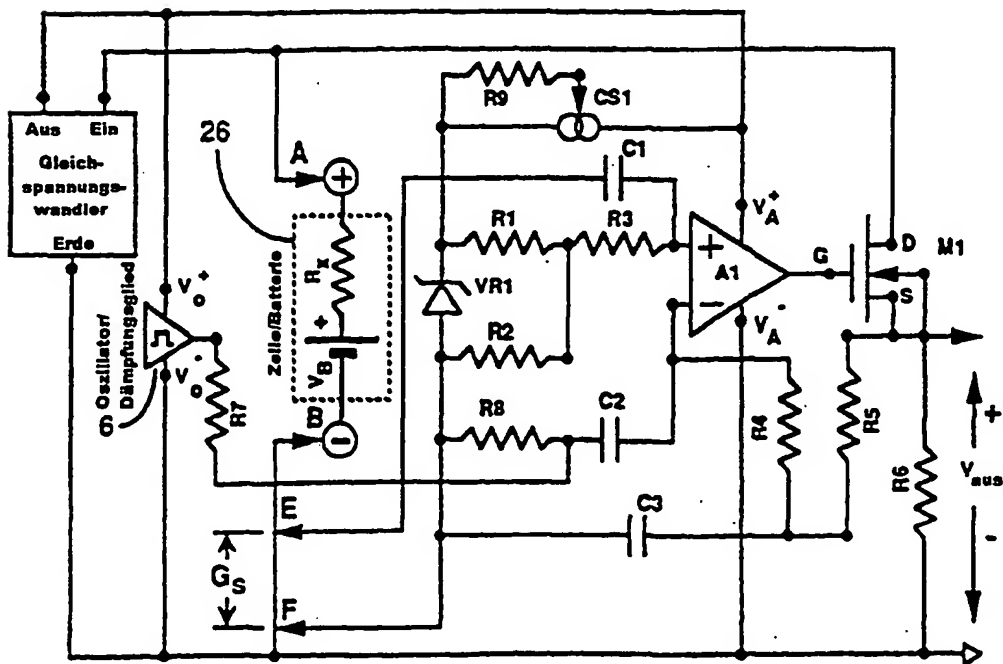 Aus Ein
Gleich-
spannungs-
wandler
Erde
26
A
+
Zelle/Batterie
Rx
+
VB
B
−
Vo+
Vo-
6
Oszillator/
Dämpfungsglied
R7
E
GS
F
R9
CS1
C1
R1
R3
VR1
R2
R8
C2
C3
R4
R5
R6
+
A1
−
VA+
VA-
G
D
S
M1
+
Vaus
-